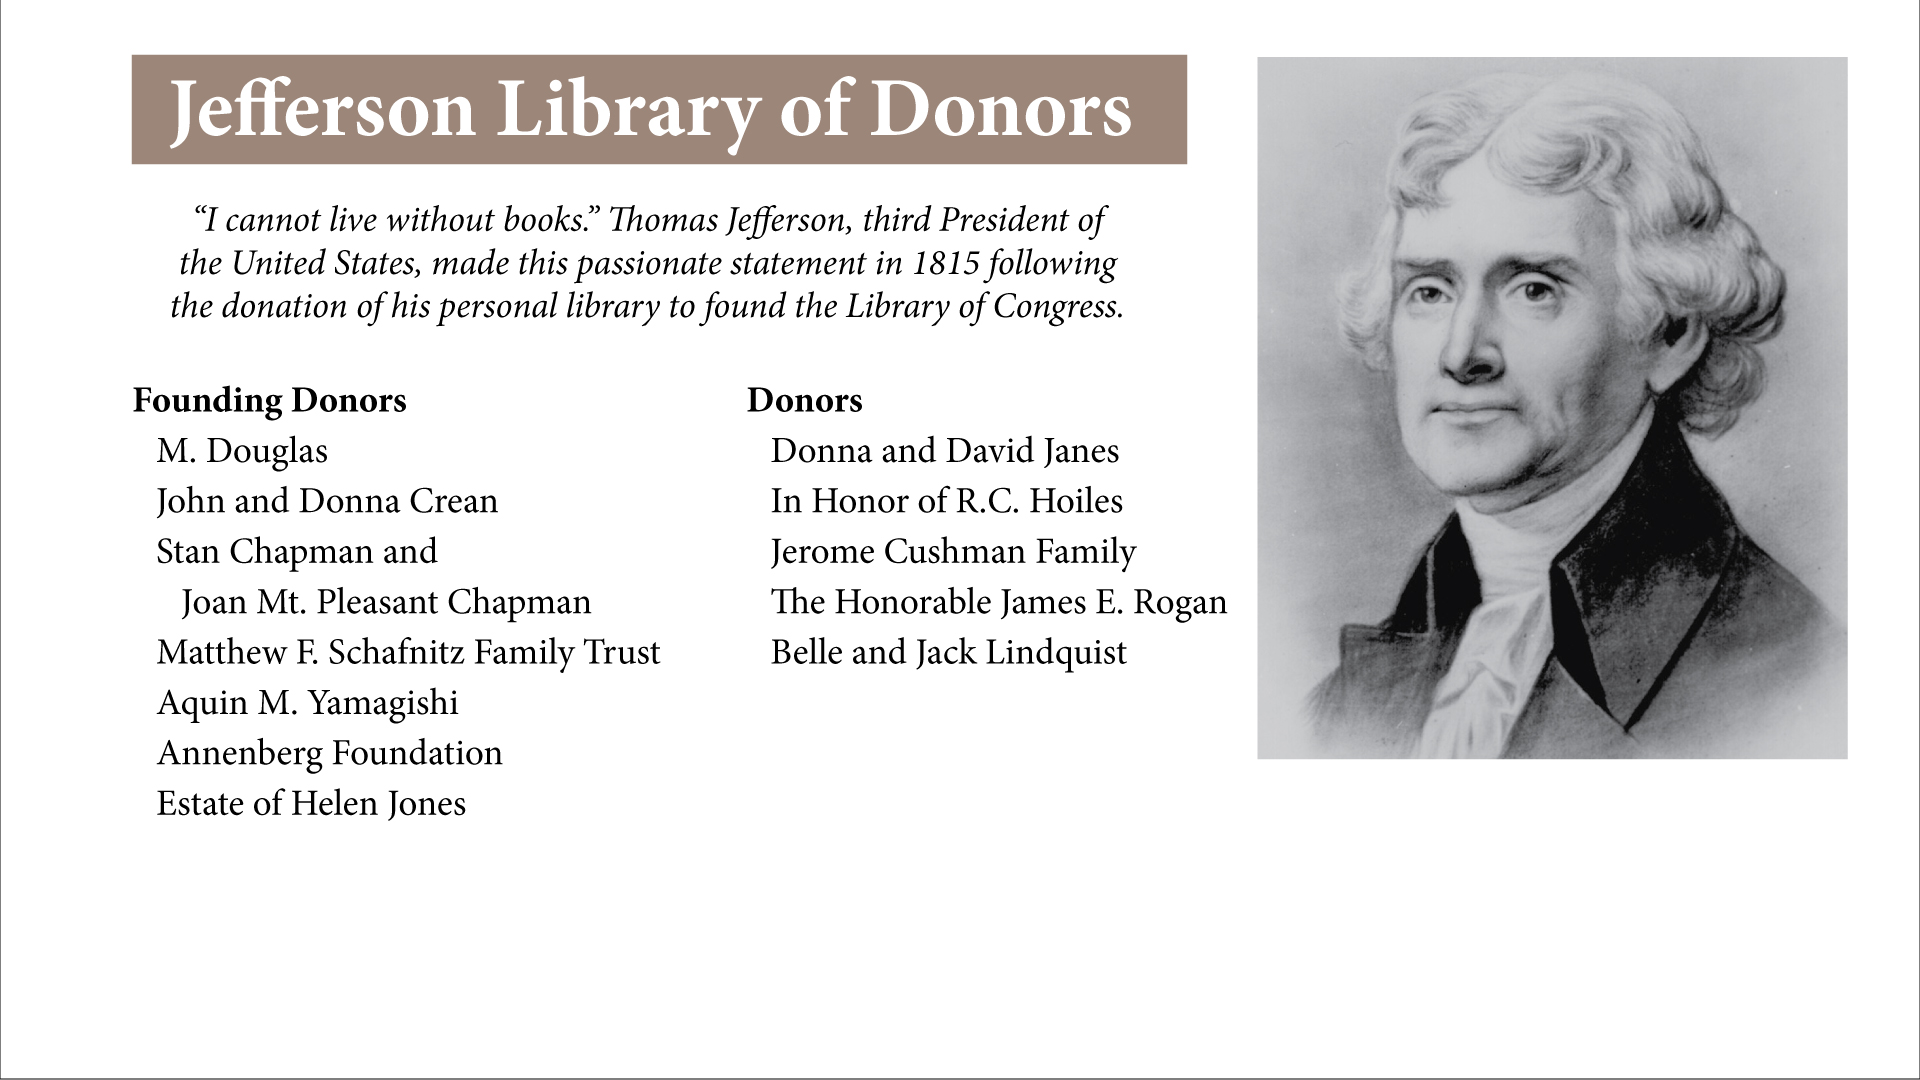 Jefferson Library of Donors
“I cannot live without books.” Thomas Jefferson, third President of
the United States, made this passionate statement in 1815 following
the donation of his personal library to found the Library of Congress.
Founding Donors
M. Douglas
John and Donna Crean
Stan Chapman and
Joan Mt. Pleasant Chapman
Matthew F. Schafnitz Family Trust
Aquin M. Yamagishi
Annenberg Foundation
Estate of Helen Jones
Donors
Donna and David Janes
In Honor of R.C. Hoiles
Jerome Cushman Family
The Honorable James E. Rogan
Belle and Jack Lindquist